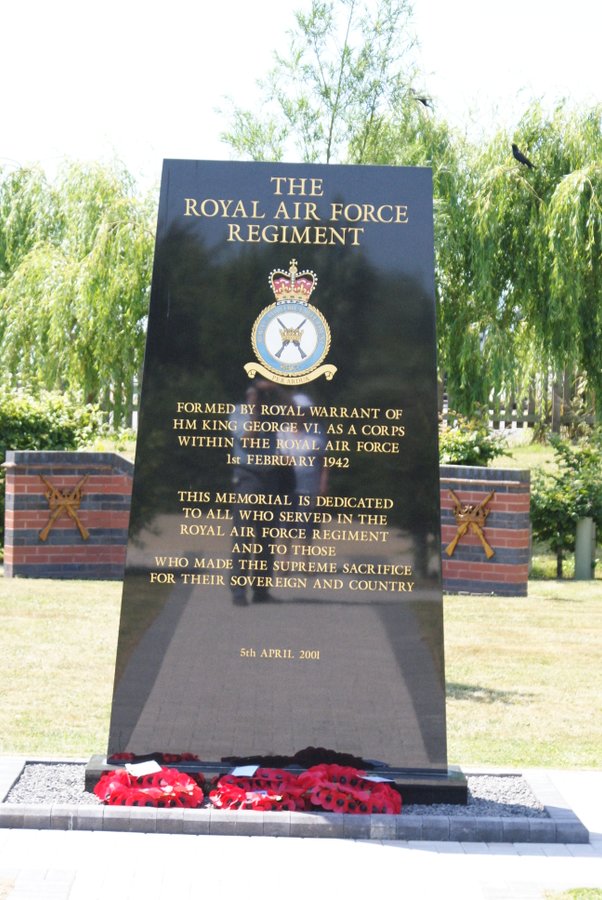 THE
ROYAL AIR FORCE
REGIMENT
PER ARDUA
FORMED BY ROYAL WARRANT OF
HM KING GEORGE VI, AS A CORPS
WITHIN THE ROYAL AIR FORCE
1st FEBRUARY 1942
THIS MEMORIAL IS DEDICATED
TO ALL WHO SERVED IN THE
ROYAL AIR FORCE REGIMENT
AND TO THOSE
WHO MADE THE SUPREME SACRIFICE
FOR THEIR SOVEREIGN AND COUNTRY
5th APRIL 2001